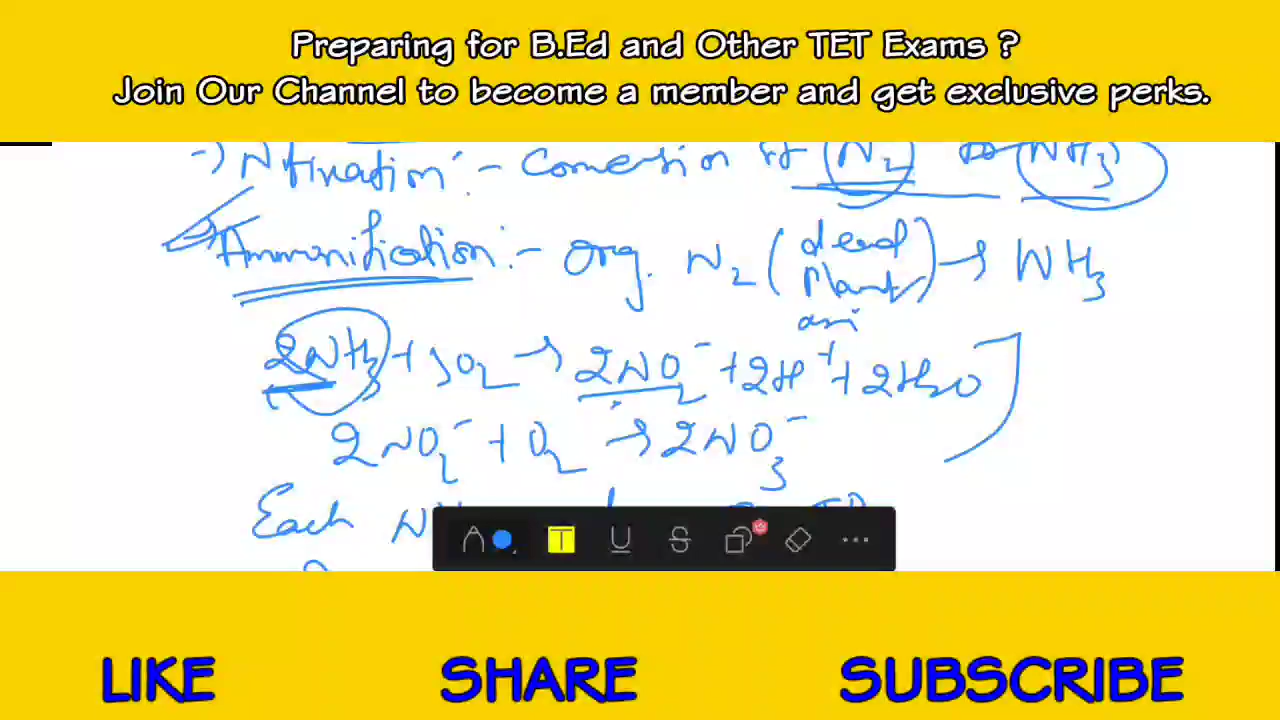 Preparing for B.Ed and Other TET Exams ?
Join Our Channel to become a member and get exclusive perks.
→ N fixation :- Conversion of N2 to NH3
Ammonification :- Org. N2 (dead plants → NH3
2NH3 + 3O2 → 2NO2- + 2H+ + 2H2O
2NO2- + O2 → 2NO3-
Each
T U S ...
LIKE SHARE SUBSCRIBE